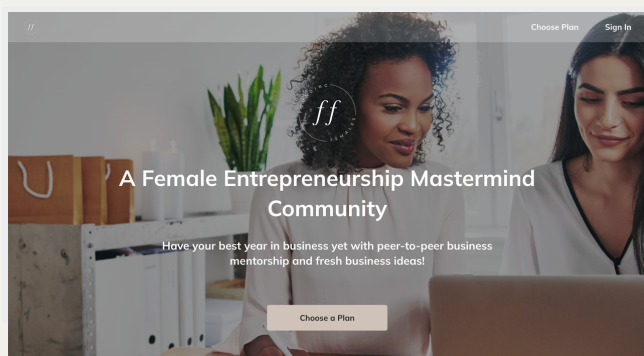 //
Choose Plan
Sign In
ff
A Female Entrepreneurship Mastermind
Community
Have your best year in business yet with peer-to-peer business
mentorship and fresh business ideas!
Choose a Plan